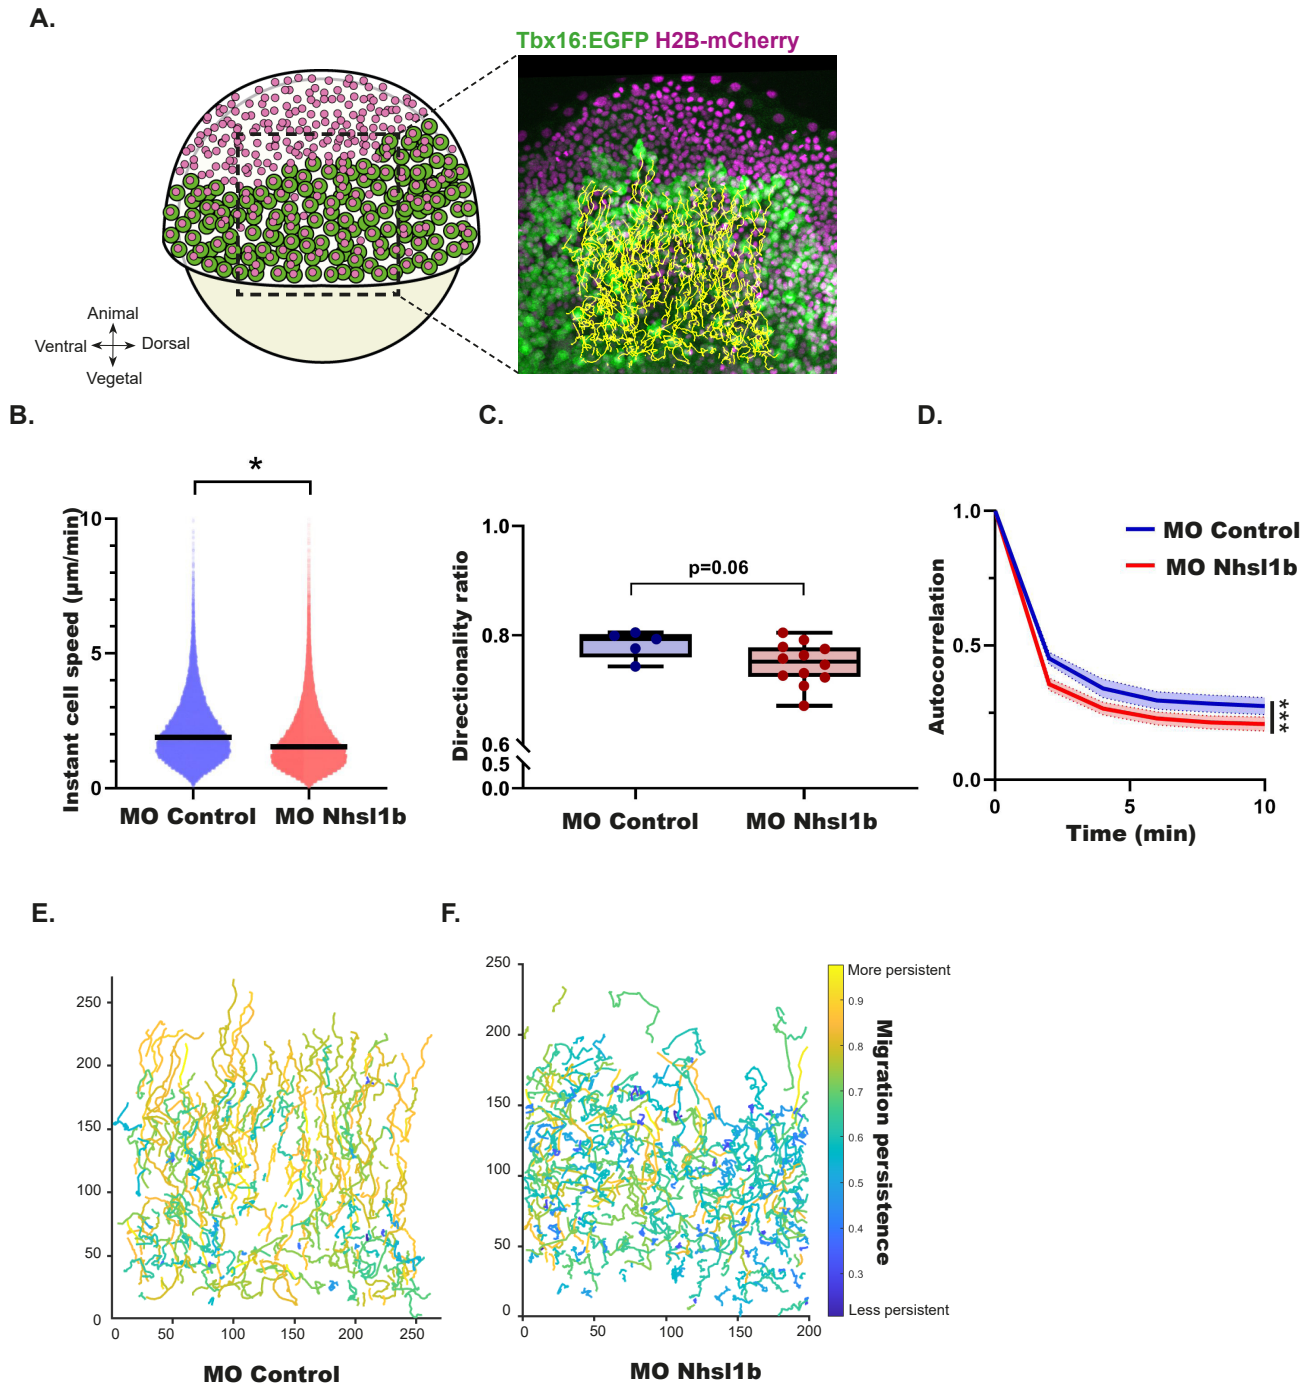 A.
Tbx16:EGFP H2B-mCherry
Animal
Ventral
Dorsal
Vegetal
B.
C.
D.
*
Instant cell speed (µm/min)
10
5
0
MO Control
MO Nhsl1b
p=0.06
Directionality ratio
1.0
0.8
0.6
0.5
0.0
MO Control
MO Nhsl1b
Autocorrelation
1.0
0.5
0.0
0
5
10
Time (min)
MO Control
MO Nhsl1b
***
E.
F.
250
200
150
100
50
0
0
50
100
150
200
250
MO Control
250
200
150
100
50
0
0
50
100
150
200
MO Nhsl1b
More persistent
0.9
0.8
0.7
0.6
0.5
0.4
0.3
Less persistent
Migration persistence